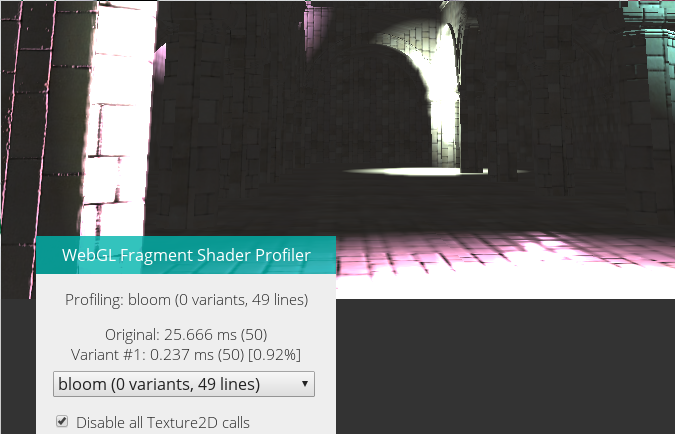 WebGL Fragment Shader Profiler
Profiling: bloom (0 variants, 49 lines)
Original: 25.666 ms (50)
Variant #1: 0.237 ms (50) [0.92%]
bloom (0 variants, 49 lines)
Disable all Texture2D calls